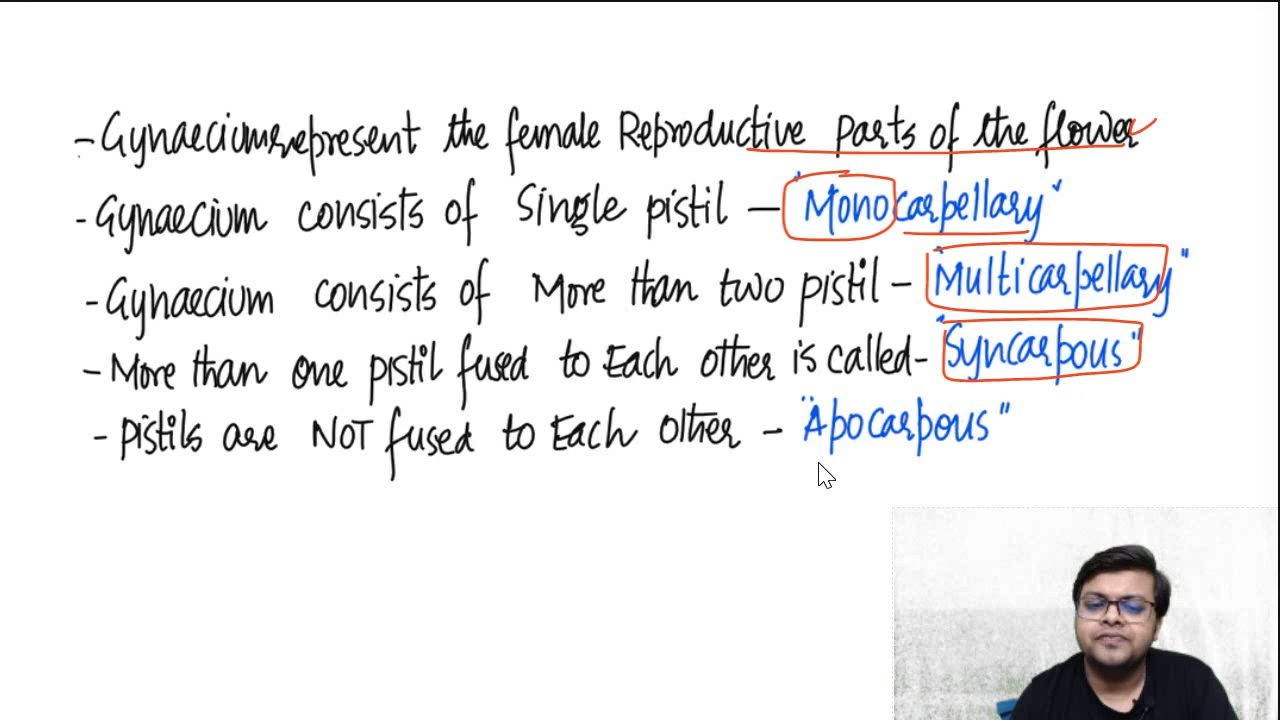 - Gynaecium represent the female Reproductive parts of the flower
- Gynaecium consists of Single pistil - "Monocarpellary"
- Gynaecium consists of More than two pistil - "Multicarpellary"
- More than one pistil fused to Each other is called- "Syncarpous"
- Pistils are NOT fused to Each other - "Apocarpous"